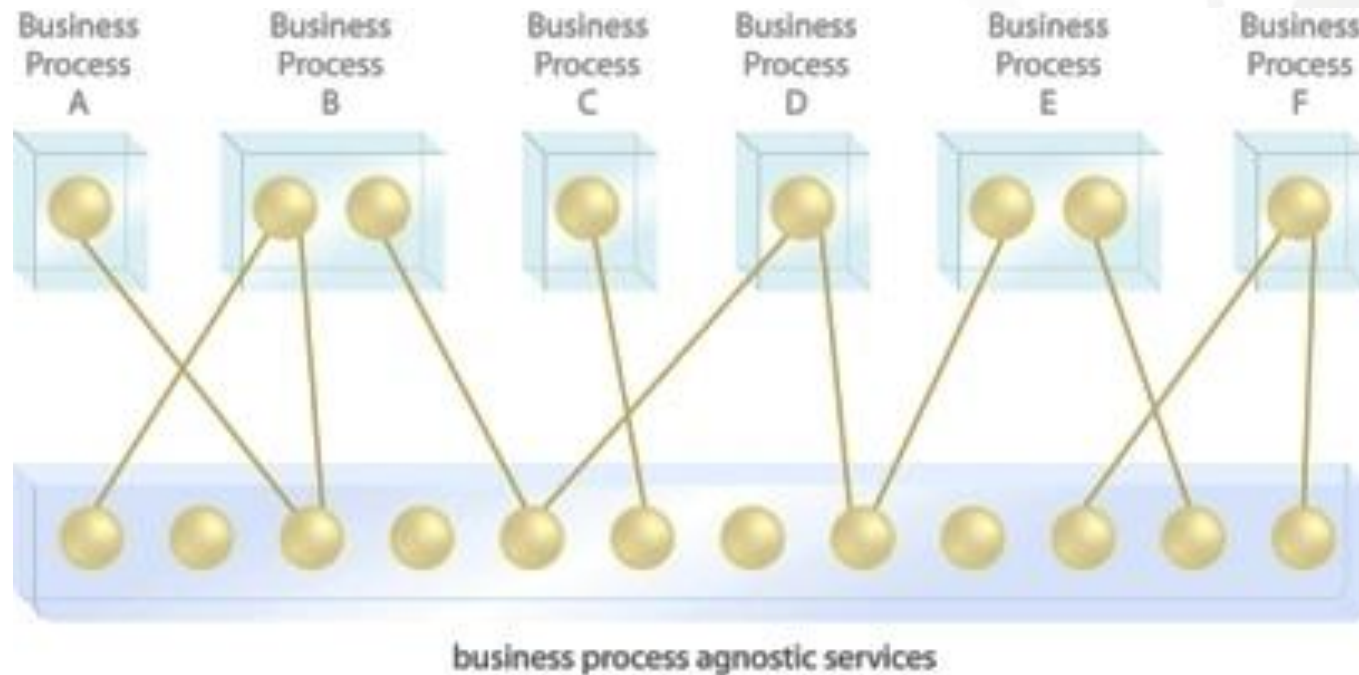 Business
Process
A
Business
Process
B
Business
Process
C
Business
Process
D
Business
Process
E
Business
Process
F
business process agnostic services